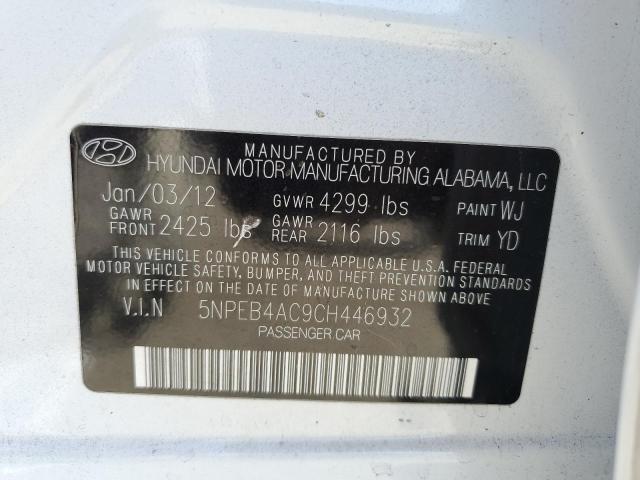 MANUFACTURED BY
HYUNDAI MOTOR MANUFACTURING ALABAMA, LLC
Jan/03/12 GVWR 4299 lbs PAINT WJ
GAWR FRONT 2425 lbs GAWR REAR 2116 lbs TRIM YD
THIS VEHICLE CONFORMS TO ALL APPLICABLE U.S.A. FEDERAL
MOTOR VEHICLE SAFETY, BUMPER, AND THEFT PREVENTION STANDARDS
IN EFFECT ON THE DATE OF MANUFACTURE SHOWN ABOVE.
V.I.N 5NPEB4AC9CH446932
PASSENGER CAR